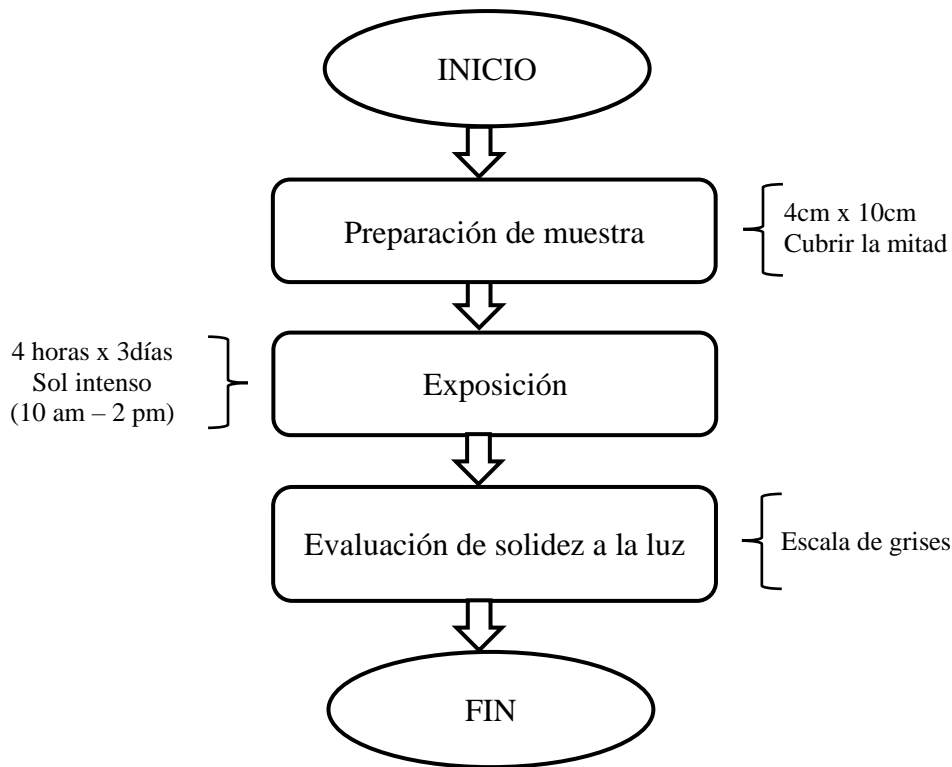 INICIO
Preparación de muestra
4cm x 10cm
Cubrir la mitad
4 horas x 3días
Sol intenso
(10 am – 2 pm)
Exposición
Evaluación de solidez a la luz
Escala de grises
FIN